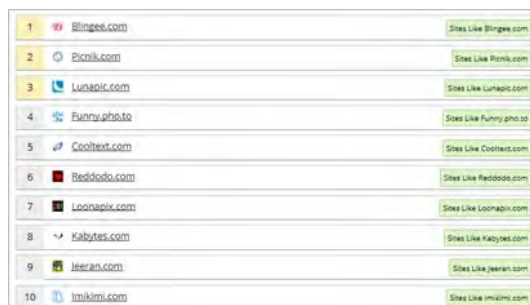 1 Blingee.com Sites Like Blingee.com
2 Picnik.com Sites Like Picnik.com
3 Lunapic.com Sites Like Lunapic.com
4 Funny.pho.to Sites Like Funny.pho.to
5 Cooltext.com Sites Like Cooltext.com
6 Reddodo.com Sites Like Reddodo.com
7 Loonapix.com Sites Like Loonapix.com
8 Kabytes.com Sites Like Kabytes.com
9 Jeeran.com Sites Like Jeeran.com
10 Imikimi.com Sites Like Imikimi.com